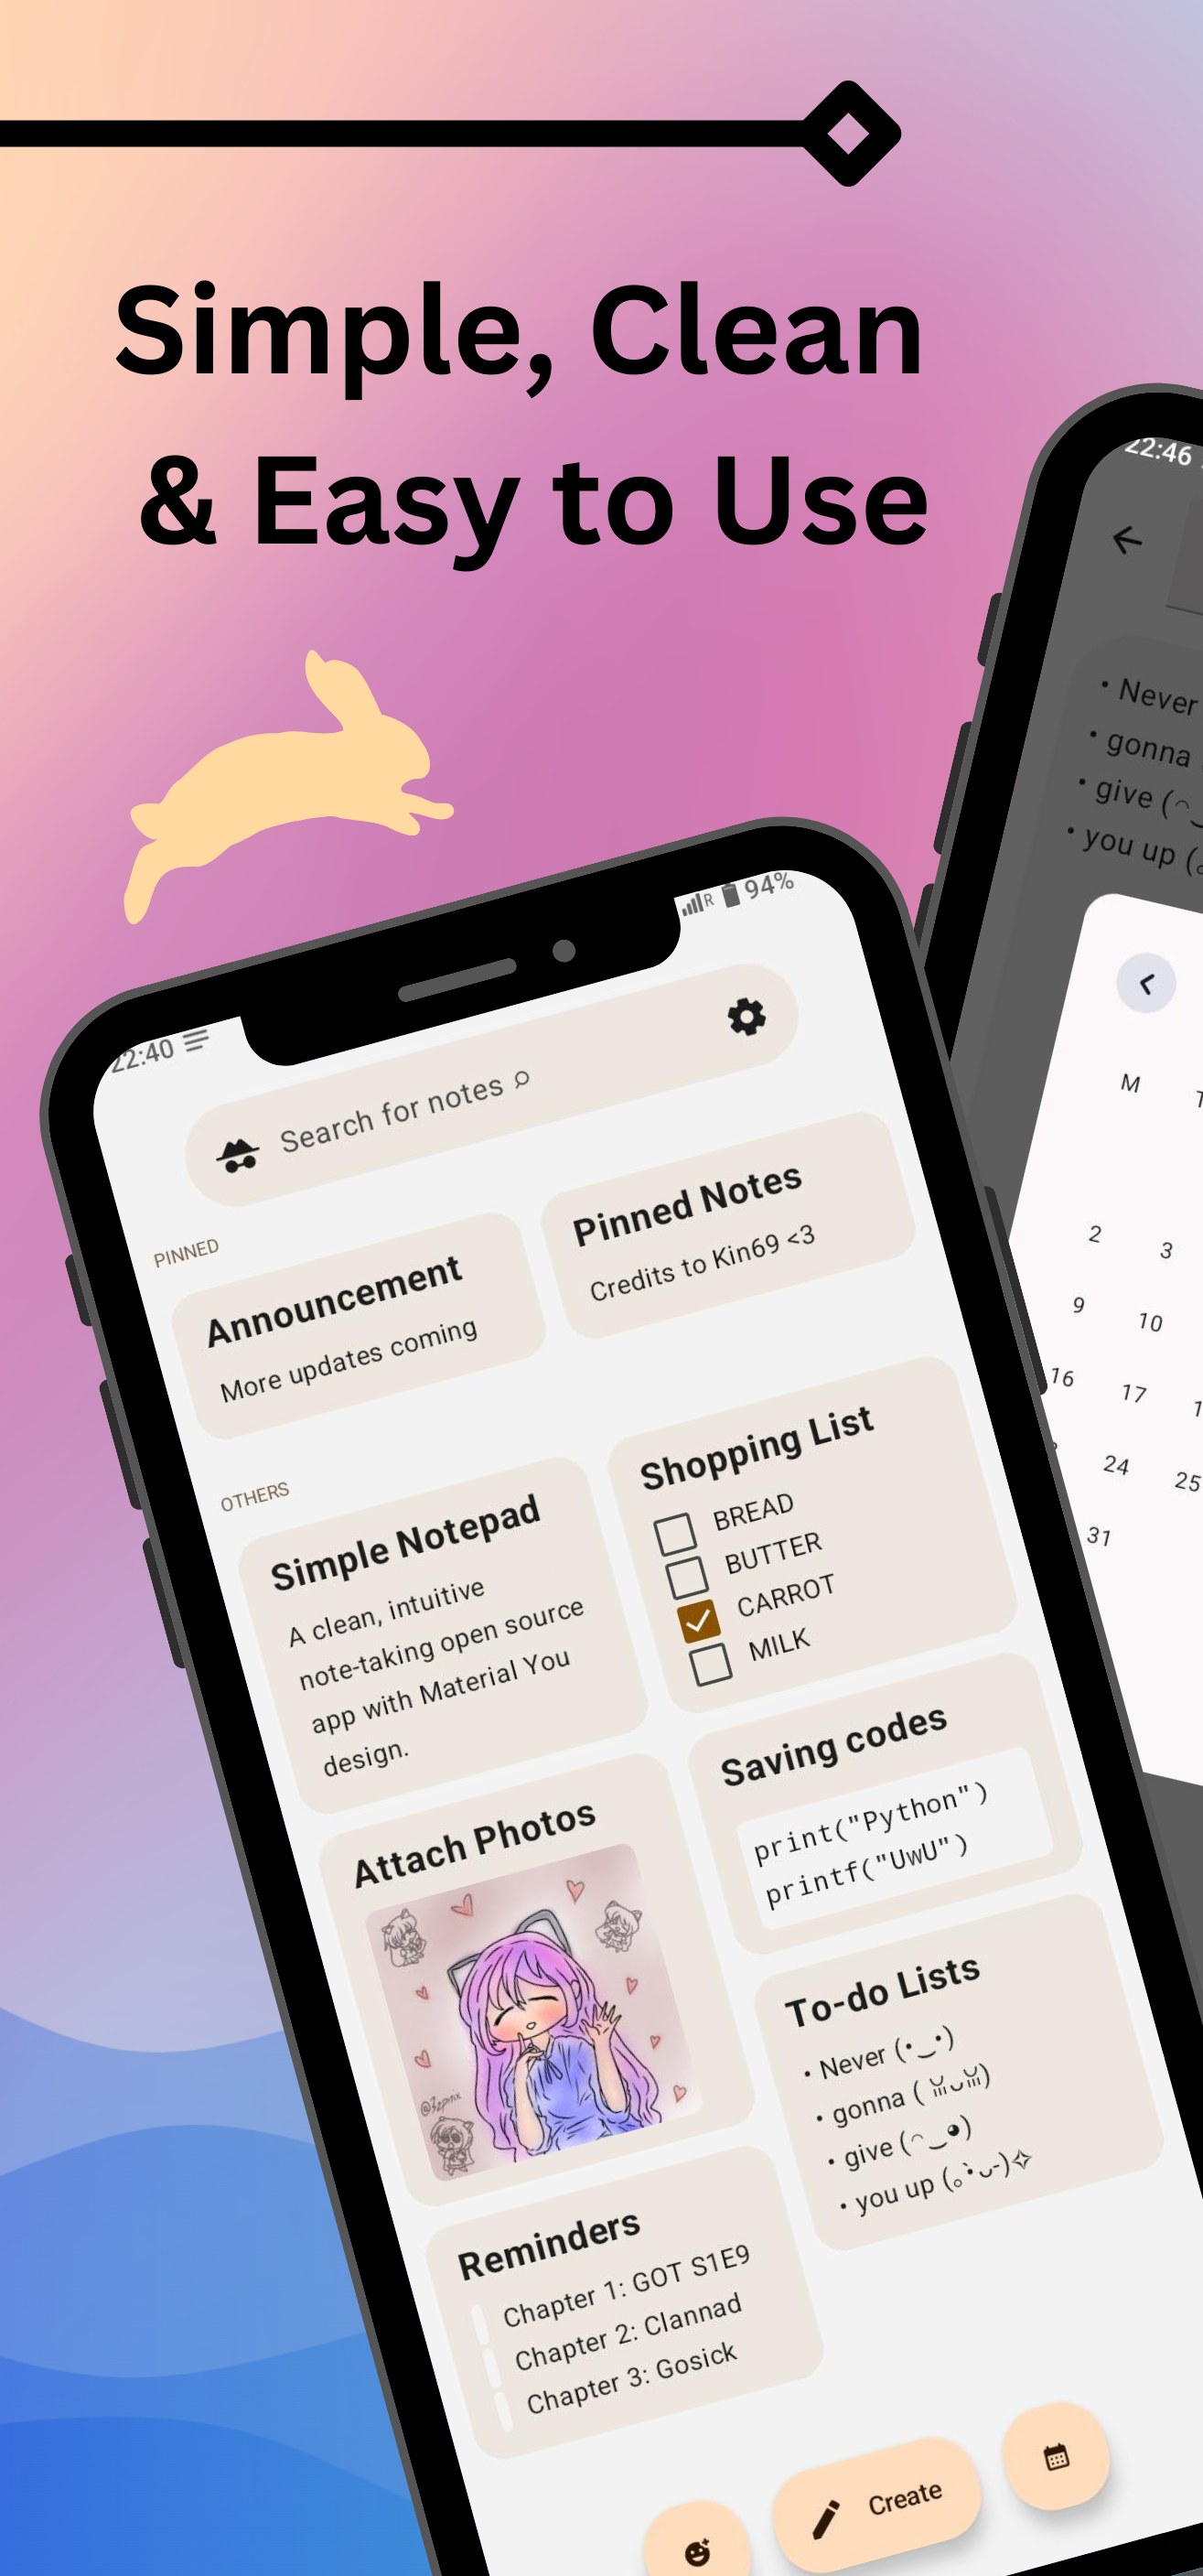 Simple, Clean
& Easy to Use
22:46
• Never
• gonna
• give (
• you up (
M
2 3
9 10
16 17
24 25
31
22:40
R 94%
Search for notes
PINNED
Announcement
More updates coming
Pinned Notes
Credits to Kin69 <3
OTHERS
Simple Notepad
A clean, intuitive
note-taking open source
app with Material You
design.
Shopping List
BREAD
BUTTER
CARROT
MILK
Attach Photos
Saving codes
print("Python")
printf("UwU")
To-do Lists
• Never (•‿•)
• gonna ( ᵕ̈ ᴗ ᵕ̈ )
• give (◠‿◕)
• you up (｡•̀ᴗ-)✧
Reminders
Chapter 1: GOT S1E9
Chapter 2: Clannad
Chapter 3: Gosick
Create